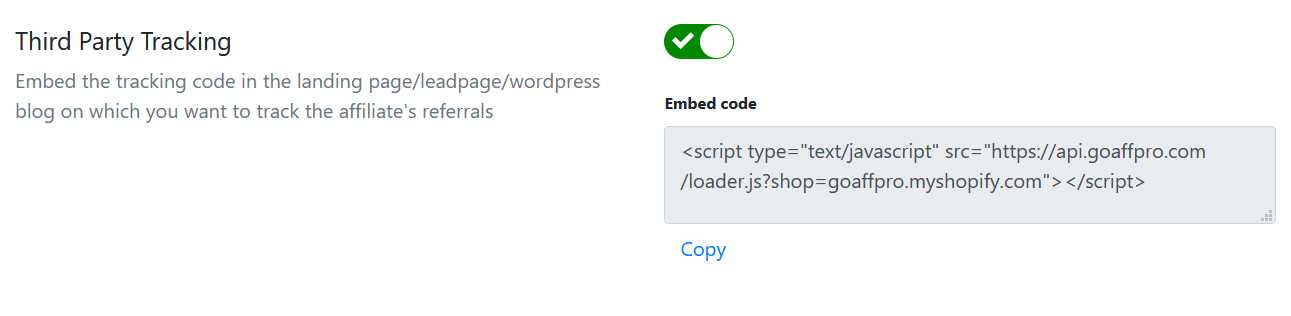 Third Party Tracking
Embed the tracking code in the landing page/leadpage/wordpress
blog on which you want to track the affiliate's referrals
Embed code
<script type="text/javascript" src="https://api.goaffpro.com
/loader.js?shop=goaffpro.myshopify.com"></script>
Copy